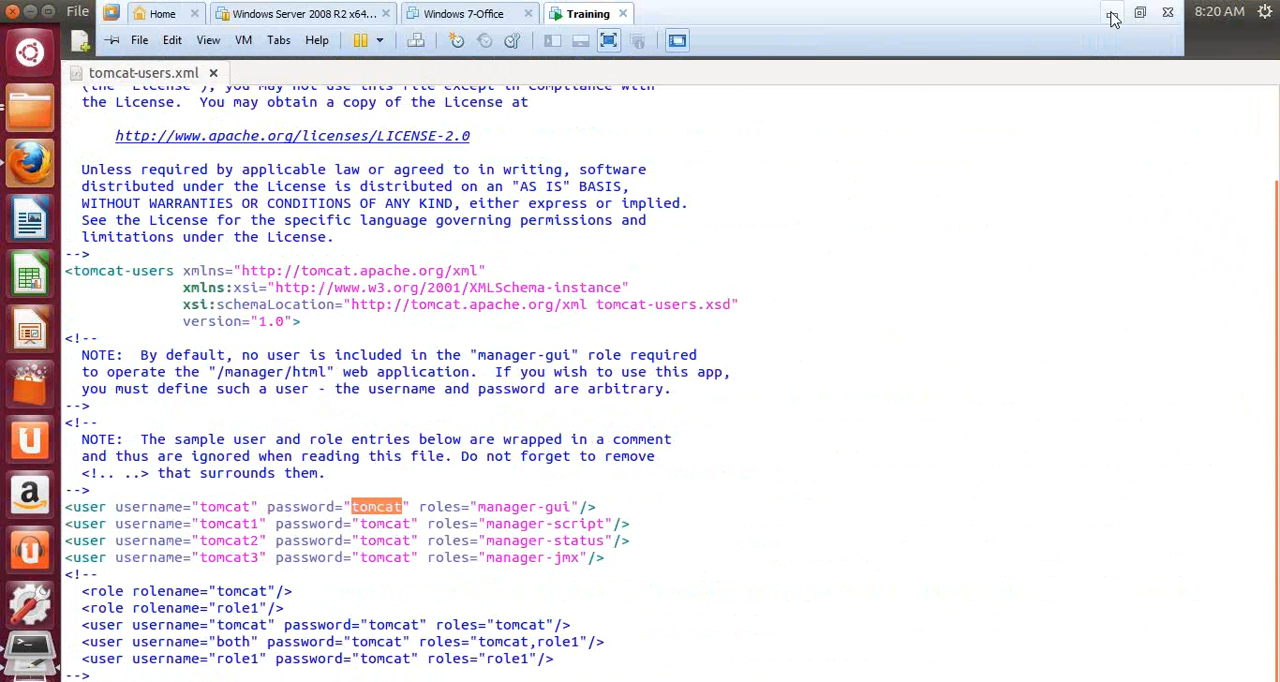 File
Home
Windows Server 2008 R2 x64...
Windows 7-Office
Training
8:20 AM
File Edit View VM Tabs Help
tomcat-users.xml
(the "License"), you may not use this file except in compliance with
the License.  You may obtain a copy of the License at
http://www.apache.org/licenses/LICENSE-2.0
Unless required by applicable law or agreed to in writing, software
distributed under the License is distributed on an "AS IS" BASIS,
WITHOUT WARRANTIES OR CONDITIONS OF ANY KIND, either express or implied.
See the License for the specific language governing permissions and
limitations under the License.
-->
<tomcat-users xmlns="http://tomcat.apache.org/xml"
xmlns:xsi="http://www.w3.org/2001/XMLSchema-instance"
xsi:schemaLocation="http://tomcat.apache.org/xml tomcat-users.xsd"
version="1.0">
<!--
NOTE:  By default, no user is included in the "manager-gui" role required
to operate the "/manager/html" web application.  If you wish to use this app,
you must define such a user - the username and password are arbitrary.
-->
<!--
NOTE:  The sample user and role entries below are wrapped in a comment
and thus are ignored when reading this file. Do not forget to remove
<!.. ..> that surrounds them.
-->
<user username="tomcat" password="tomcat" roles="manager-gui"/>
<user username="tomcat1" password="tomcat" roles="manager-script"/>
<user username="tomcat2" password="tomcat" roles="manager-status"/>
<user username="tomcat3" password="tomcat" roles="manager-jmx"/>
<!--
<role rolename="tomcat"/>
<role rolename="role1"/>
<user username="tomcat" password="tomcat" roles="tomcat"/>
<user username="both" password="tomcat" roles="tomcat,role1"/>
<user username="role1" password="tomcat" roles="role1"/>
-->